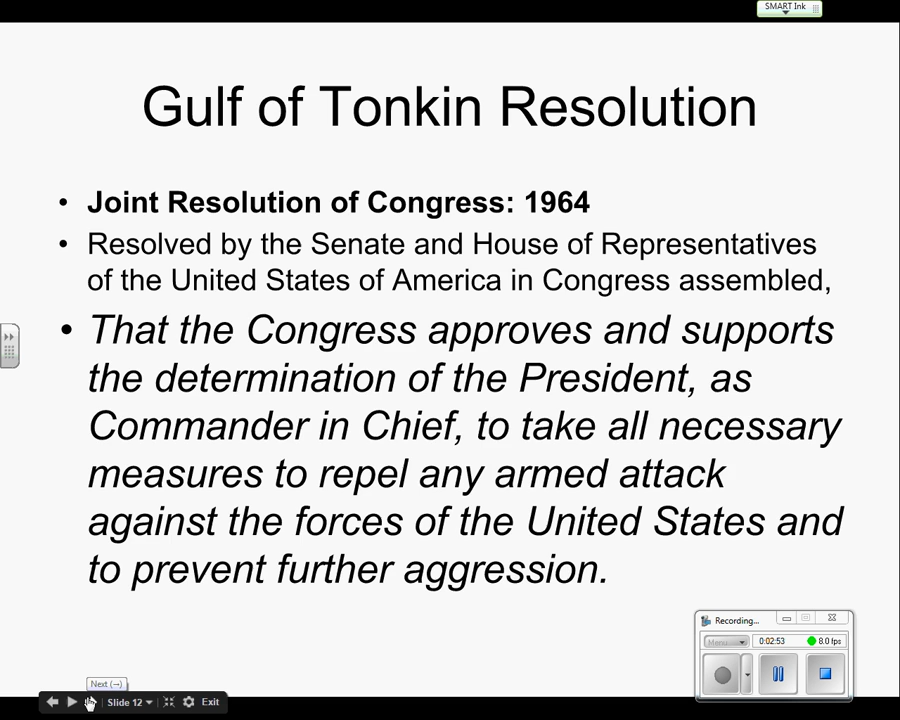 SMART Ink
Gulf of Tonkin Resolution
• Joint Resolution of Congress: 1964
• Resolved by the Senate and House of Representatives
of the United States of America in Congress assembled,
• That the Congress approves and supports
the determination of the President, as
Commander in Chief, to take all necessary
measures to repel any armed attack
against the forces of the United States and
to prevent further aggression.
Recording...
Menu 0:02:53 8.0 fps
Next (→)
Slide 12 Exit